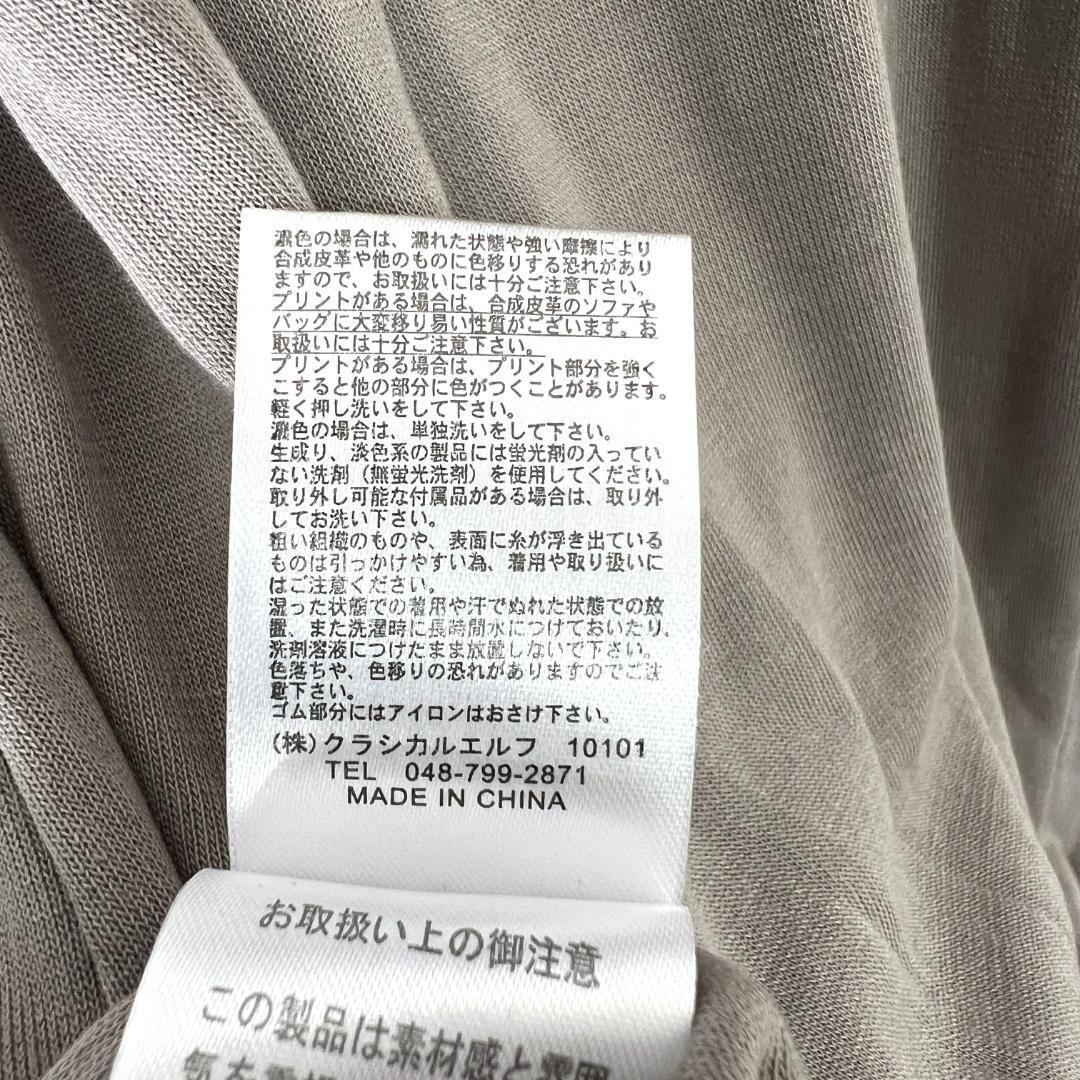 濃色の場合は、濡れた状態や強い摩擦により
合成皮革や他のものに色移りする恐れがあり
ますので、お取扱いには十分ご注意下さい。
プリントがある場合は、合成皮革のソファや
バッグに大変移り易い性質がございます。お
取扱いには十分ご注意下さい。
プリントがある場合は、プリント部分を強く
こすると他の部分に色がつくことがあります。
軽く押し洗いをして下さい。
濃色の場合は、単独洗いをして下さい。
生成り、淡色系の製品には蛍光剤の入ってい
ない洗剤（無蛍光洗剤）を使用してください。
取り外し可能な付属品がある場合は、取り外
してお洗い下さい。
粗い組織のものや、表面に糸が浮き出ている
ものは引っかけやすい為、着用や取り扱いに
はご注意ください。
湿った状態での着用や汗でぬれた状態での放
置、また洗濯時に長時間水につけておいたり、
洗剤溶液につけたまま放置しないで下さい。
色落ちや、色移りの恐れがありますのでご注
意下さい。
ゴム部分にはアイロンはおさけ下さい。
(株)クラシカルエルフ 10101
TEL 048-799-2871
MADE IN CHINA
お取扱い上の御注意
この製品は素材感と雰囲
気を